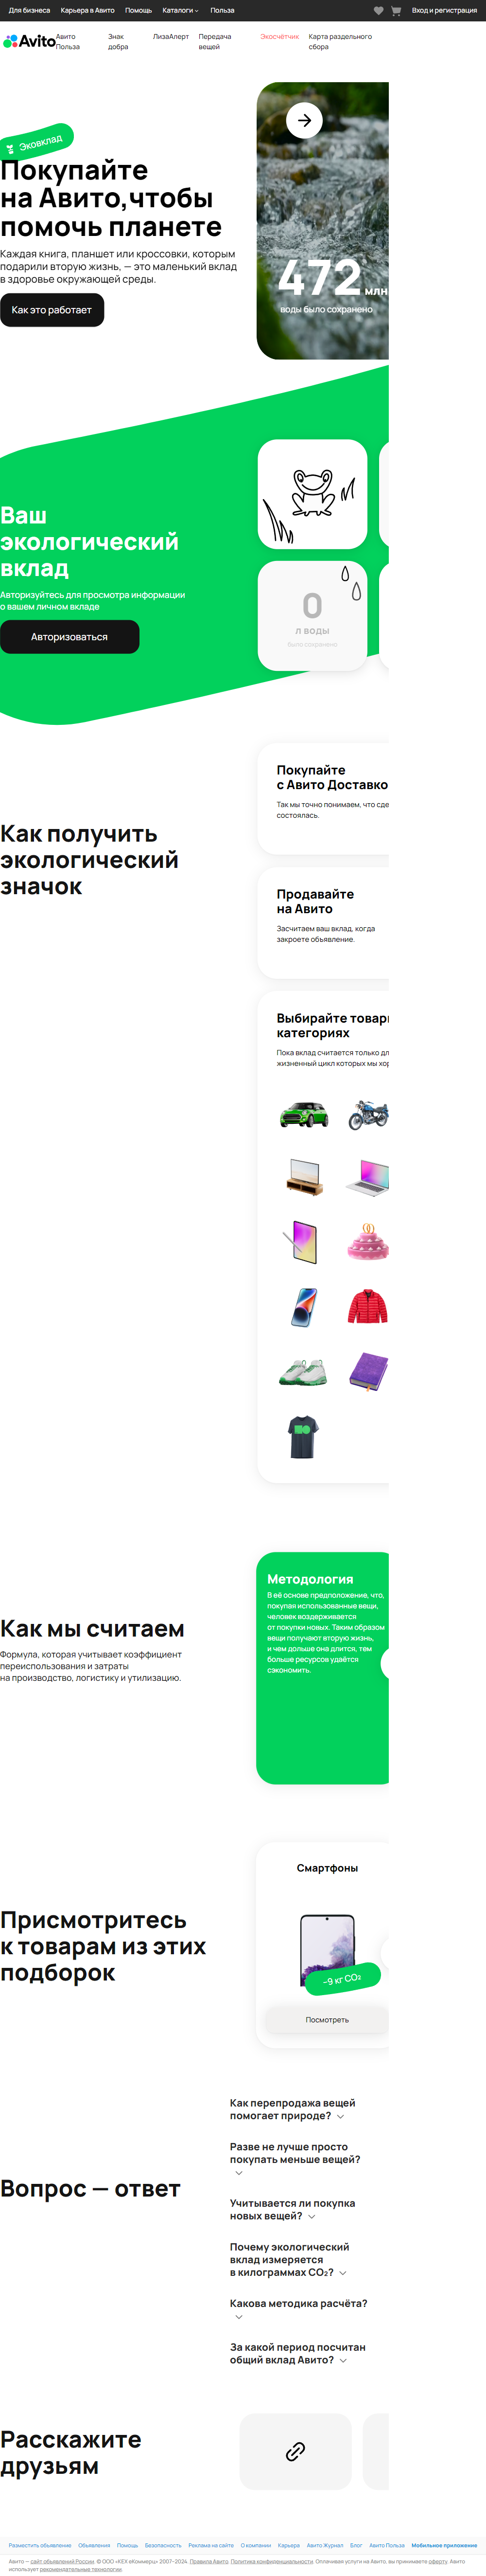 Для бизнеса Карьера в Авито Помощь Каталоги Польза Вход и регистрация
Avito
Авито Польза
Знак добра
ЛизаАлерт
Передача вещей
Экосчётчик
Карта раздельного сбора
Эковклад
Покупайте
на Авито,чтобы
помочь планете
Каждая книга, планшет или кроссовки, которым
подарили вторую жизнь, — это маленький вклад
в здоровье окружающей среды.
Как это работает
472 млн
воды было сохранено
Ваш
экологический
вклад
Авторизуйтесь для просмотра информации
о вашем личном вкладе
Авторизоваться
0
л воды
было сохранено
Как получить
экологический
значок
Покупайте
с Авито Доставко
Так мы точно понимаем, что сде
состоялась.
Продавайте
на Авито
Засчитаем ваш вклад, когда
закроете объявление.
Выбирайте товар
категориях
Пока вклад считается только дл
жизненный цикл которых мы хор
Как мы считаем
Формула, которая учитывает коэффициент
переиспользования и затраты
на производство, логистику и утилизацию.
Методология
В её основе предположение, что,
покупая использованные вещи,
человек воздерживается
от покупки новых. Таким образом
вещи получают вторую жизнь,
и чем дольше она длится, тем
больше ресурсов удаётся
сэкономить.
Присмотритесь
к товарам из этих
подборок
Смартфоны
−9 кг CO₂
Посмотреть
Вопрос — ответ
Как перепродажа вещей
помогает природе?
Разве не лучше просто
покупать меньше вещей?
Учитывается ли покупка
новых вещей?
Почему экологический
вклад измеряется
в килограммах CO₂?
Какова методика расчёта?
За какой период посчитан
общий вклад Авито?
Расскажите
друзьям
Разместить объявление Объявления Помощь Безопасность Реклама на сайте О компании Карьера Авито Журнал Блог Авито Польза Мобильное приложение
Авито — сайт объявлений России. © ООО «КЕХ еКоммерц» 2007–2024. Правила Авито. Политика конфиденциальности. Оплачивая услуги на Авито, вы принимаете оферту. Авито
использует рекомендательные технологии.